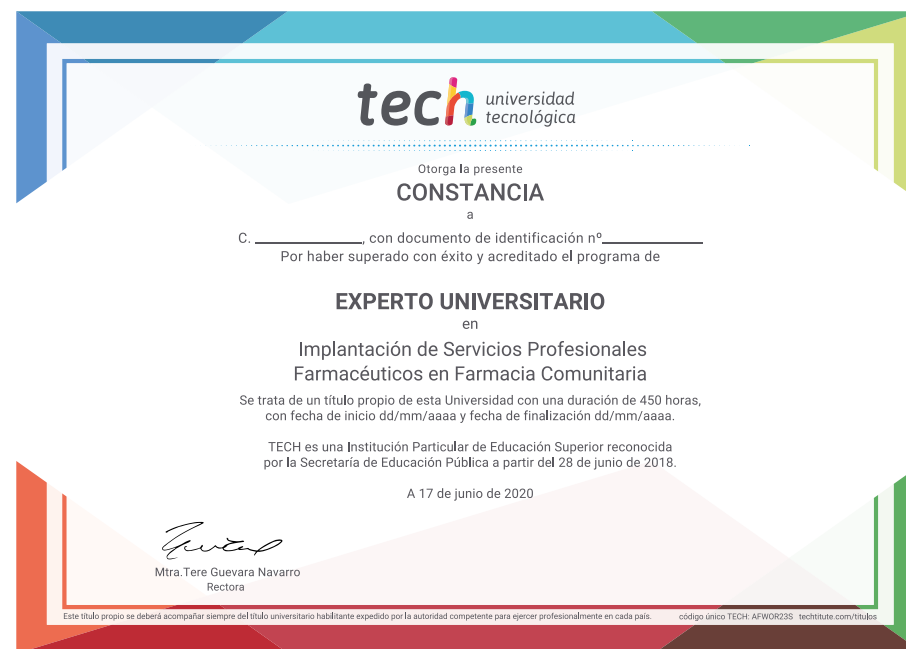 tech universidad
tecnológica
Otorga la presente
CONSTANCIA
a
C. ______________, con documento de identificación nº_____________
Por haber superado con éxito y acreditado el programa de
EXPERTO UNIVERSITARIO
en
Implantación de Servicios Profesionales
Farmacéuticos en Farmacia Comunitaria
Se trata de un título propio de esta Universidad con una duración de 450 horas,
con fecha de inicio dd/mm/aaaa y fecha de finalización dd/mm/aaaa.
TECH es una Institución Particular de Educación Superior reconocida
por la Secretaría de Educación Pública a partir del 28 de junio de 2018.
A 17 de junio de 2020
Mtra.Tere Guevara Navarro
Rectora
Este título propio se deberá acompañar siempre del título universitario habilitante expedido por la autoridad competente para ejercer profesionalmente en cada país. código único TECH: AFWOR23S techtitute.com/titulos